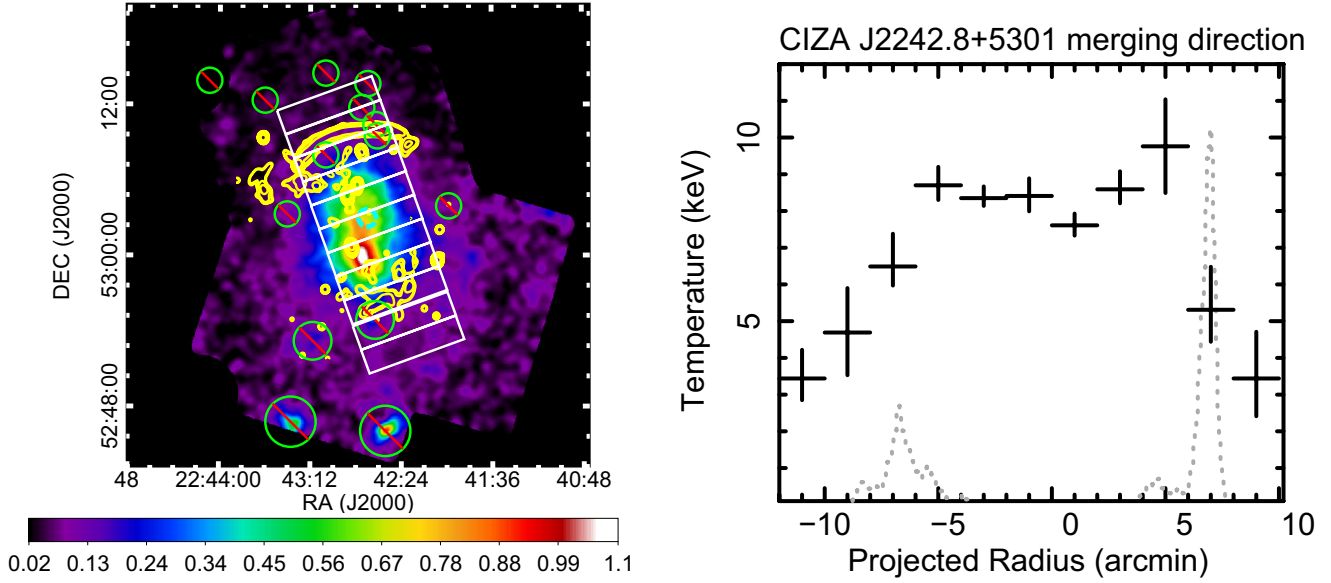 12:00
53:00:00
52:48:00
DEC (J2000)
48 22:44:00 43:12 42:24 41:36 40:48
RA (J2000)
0.02 0.13 0.24 0.34 0.45 0.56 0.67 0.78 0.88 0.99 1.1
CIZA J2242.8+5301 merging direction
10
5
Temperature (keV)
−10 −5 0 5 10
Projected Radius (arcmin)